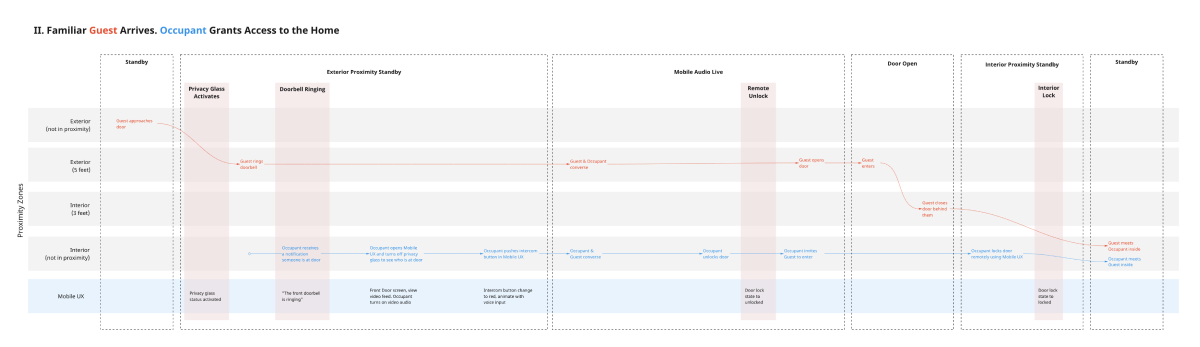 II. Familiar Guest Arrives. Occupant Grants Access to the Home
Standby
Exterior Proximity Standby
Mobile Audio Live
Door Open
Interior Proximity Standby
Standby
Privacy Glass
Activates
Doorbell Ringing
Remote
Unlock
Interior
Lock
Proximity Zones
Exterior
(not in proximity)
Guest approaches
door
Exterior
(5 feet)
Guest rings
doorbell
Guest & Occupant
converse
Guest opens
door
Guest
enters
Interior
(3 feet)
Guest closes
door behind
them
Interior
(not in proximity)
Occupant receives
a notification
someone is at door
Occupant opens Mobile
UX and turns off privacy
glass to see who is at door
Occupant pushes intercom
button in Mobile UX
Occupant &
Guest converse
Occupant
unlocks door
Occupant invites
Guest to enter
Occupant locks door
remotely using Mobile UX
Guest meets
Occupant inside
Occupant meets
Guest inside
Mobile UX
Privacy glass
status activated
"The front doorbell
is ringing"
Front Door screen, view
video feed. Occupant
turns on video audio
Intercom button change
to red, animate with
voice input
Door lock
state to
unlocked
Door lock
state to
locked